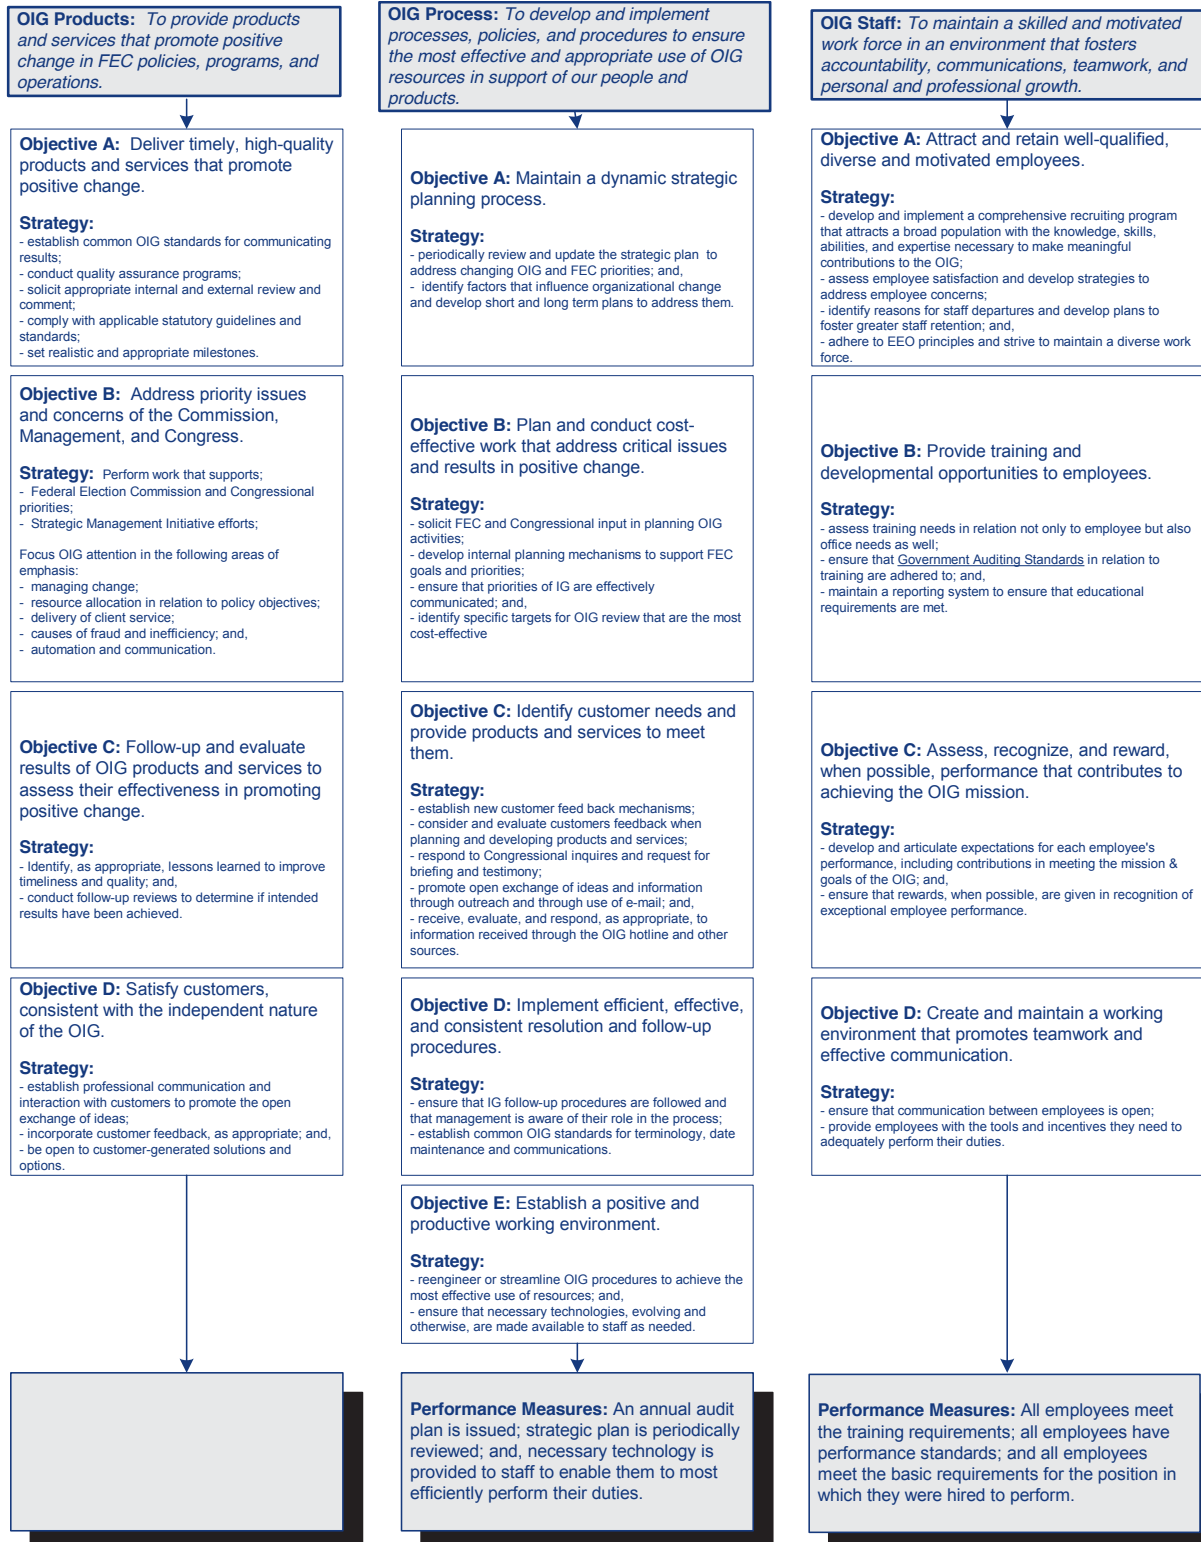 OIG Products: To provide products
and services that promote positive
change in FEC policies, programs, and
operations.
Objective A: Deliver timely, high-quality
products and services that promote
positive change.
Strategy:
- establish common OIG standards for communicating
results;
- conduct quality assurance programs;
- solicit appropriate internal and external review and
comment;
- comply with applicable statutory guidelines and
standards;
- set realistic and appropriate milestones.
Objective B: Address priority issues
and concerns of the Commission,
Management, and Congress.
Strategy: Perform work that supports;
- Federal Election Commission and Congressional
priorities;
- Strategic Management Initiative efforts;
Focus OIG attention in the following areas of
emphasis:
- managing change;
- resource allocation in relation to policy objectives;
- delivery of client service;
- causes of fraud and inefficiency; and,
- automation and communication.
Objective C: Follow-up and evaluate
results of OIG products and services to
assess their effectiveness in promoting
positive change.
Strategy:
- Identify, as appropriate, lessons learned to improve
timeliness and quality; and,
- conduct follow-up reviews to determine if intended
results have been achieved.
Objective D: Satisfy customers,
consistent with the independent nature
of the OIG.
Strategy:
- establish professional communication and
interaction with customers to promote the open
exchange of ideas;
- incorporate customer feedback, as appropriate; and,
- be open to customer-generated solutions and
options.
OIG Process: To develop and implement
processes, policies, and procedures to ensure
the most effective and appropriate use of OIG
resources in support of our people and
products.
Objective A: Maintain a dynamic strategic
planning process.
Strategy:
- periodically review and update the strategic plan to
address changing OIG and FEC priorities; and,
- identify factors that influence organizational change
and develop short and long term plans to address them.
Objective B: Plan and conduct cost-
effective work that address critical issues
and results in positive change.
Strategy:
- solicit FEC and Congressional input in planning OIG
activities;
- develop internal planning mechanisms to support FEC
goals and priorities;
- ensure that priorities of IG are effectively
communicated; and,
- identify specific targets for OIG review that are the most
cost-effective
Objective C: Identify customer needs and
provide products and services to meet
them.
Strategy:
- establish new customer feed back mechanisms;
- consider and evaluate customers feedback when
planning and developing products and services;
- respond to Congressional inquires and request for
briefing and testimony;
- promote open exchange of ideas and information
through outreach and through use of e-mail; and,
- receive, evaluate, and respond, as appropriate, to
information received through the OIG hotline and other
sources.
Objective D: Implement efficient, effective,
and consistent resolution and follow-up
procedures.
Strategy:
- ensure that IG follow-up procedures are followed and
that management is aware of their role in the process;
- establish common OIG standards for terminology, date
maintenance and communications.
Objective E: Establish a positive and
productive working environment.
Strategy:
- reengineer or streamline OIG procedures to achieve the
most effective use of resources; and,
- ensure that necessary technologies, evolving and
otherwise, are made available to staff as needed.
Performance Measures: An annual audit
plan is issued; strategic plan is periodically
reviewed; and, necessary technology is
provided to staff to enable them to most
efficiently perform their duties.
OIG Staff: To maintain a skilled and motivated
work force in an environment that fosters
accountability, communications, teamwork, and
personal and professional growth.
Objective A: Attract and retain well-qualified,
diverse and motivated employees.
Strategy:
- develop and implement a comprehensive recruiting program
that attracts a broad population with the knowledge, skills,
abilities, and expertise necessary to make meaningful
contributions to the OIG;
- assess employee satisfaction and develop strategies to
address employee concerns;
- identify reasons for staff departures and develop plans to
foster greater staff retention; and,
- adhere to EEO principles and strive to maintain a diverse work
force.
Objective B: Provide training and
developmental opportunities to employees.
Strategy:
- assess training needs in relation not only to employee but also
office needs as well;
- ensure that Government Auditing Standards in relation to
training are adhered to; and,
- maintain a reporting system to ensure that educational
requirements are met.
Objective C: Assess, recognize, and reward,
when possible, performance that contributes to
achieving the OIG mission.
Strategy:
- develop and articulate expectations for each employee's
performance, including contributions in meeting the mission &
goals of the OIG; and,
- ensure that rewards, when possible, are given in recognition of
exceptional employee performance.
Objective D: Create and maintain a working
environment that promotes teamwork and
effective communication.
Strategy:
- ensure that communication between employees is open;
- provide employees with the tools and incentives they need to
adequately perform their duties.
Performance Measures: All employees meet
the training requirements; all employees have
performance standards; and all employees
meet the basic requirements for the position in
which they were hired to perform.